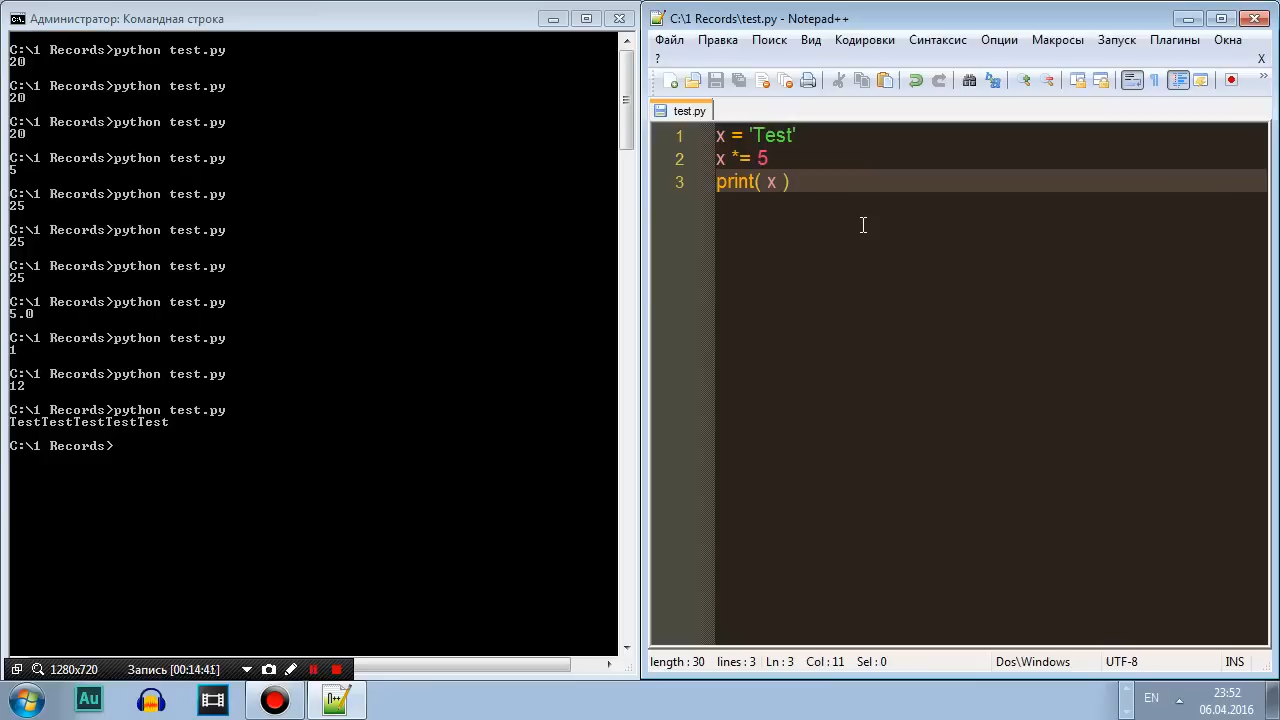 Администратор: Командная строка
C:\1 Records>python test.py
20
C:\1 Records>python test.py
20
C:\1 Records>python test.py
20
C:\1 Records>python test.py
5
C:\1 Records>python test.py
25
C:\1 Records>python test.py
25
C:\1 Records>python test.py
25
C:\1 Records>python test.py
5.0
C:\1 Records>python test.py
1
C:\1 Records>python test.py
12
C:\1 Records>python test.py
TestTestTestTestTest
C:\1 Records>
1280x720 Запись [00:14:41]
C:\1 Records\test.py - Notepad++
Файл Правка Поиск Вид Кодировки Синтаксис Опции Макросы Запуск Плагины Окна
? X
test.py
1 x = 'Test'
2 x *= 5
3 print( x )
length : 30 lines : 3 Ln : 3 Col : 11 Sel : 0 Dos\Windows UTF-8 INS
Au
EN 23:52
06.04.2016